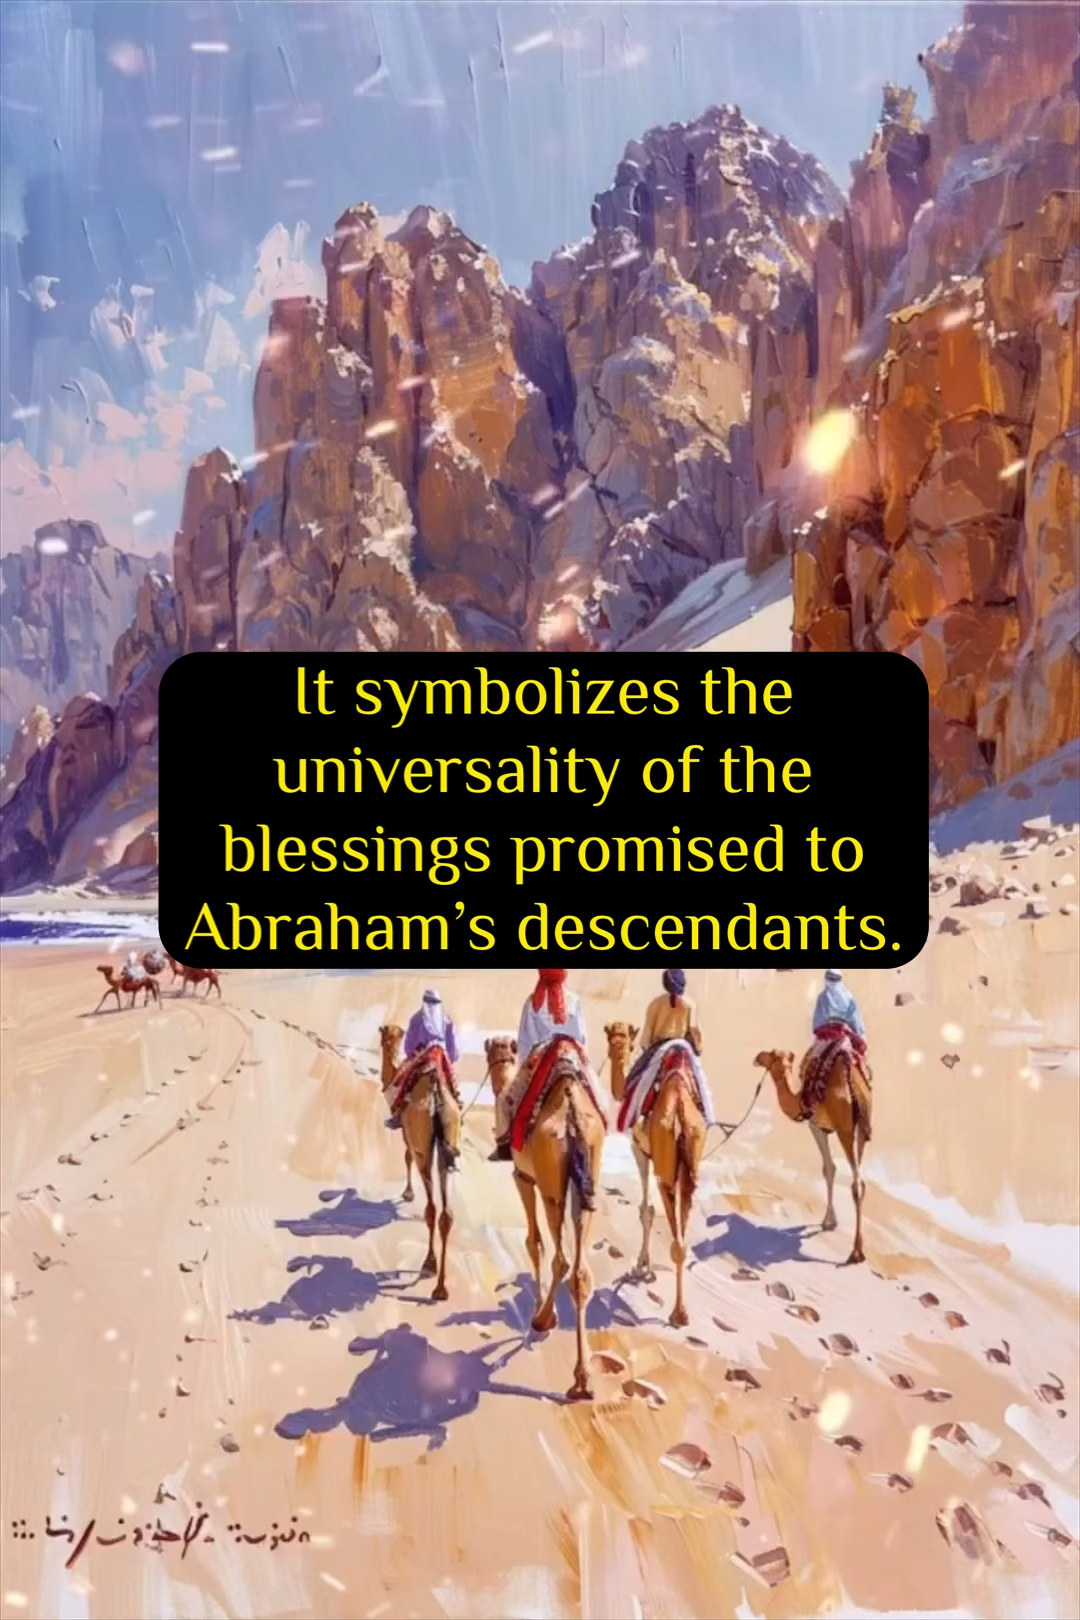 It symbolizes the
universality of the
blessings promised to
Abraham’s descendants.